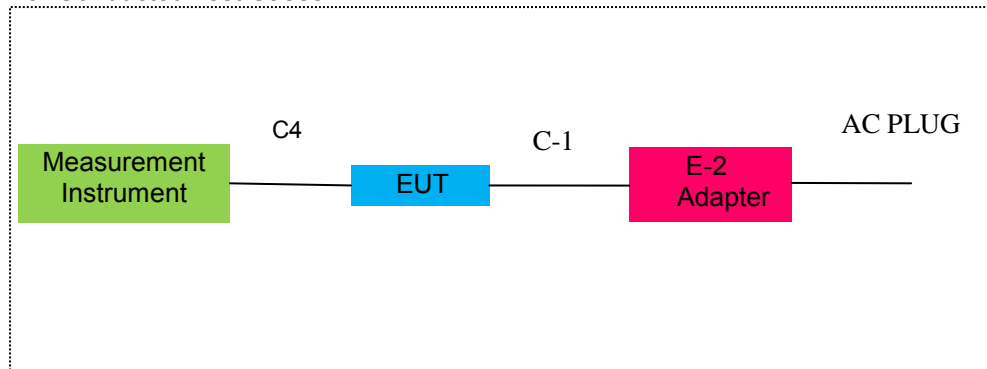 C4
C-1
AC PLUG
Measurement
Instrument
EUT
E-2
Adapter